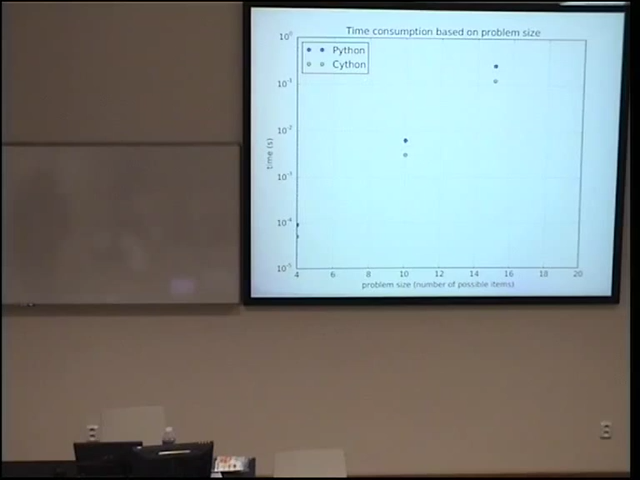 Time consumption based on problem size
Python
Cython
10^0
10^-1
10^-2
10^-3
10^-4
10^-5
time (s)
4 6 8 10 12 14 16 18 20
problem size (number of possible items)